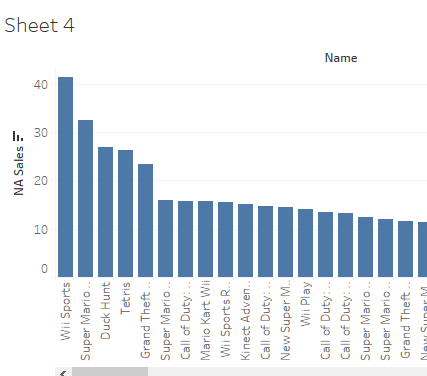 Sheet 4
Name
NA Sales
40
30
20
10
0
Wii Sports
Super Mario ..
Duck Hunt
Tetris
Grand Theft ..
Super Mario ..
Call of Duty: ..
Mario Kart Wii
Wii Sports R..
Kinect Adven..
Call of Duty: ..
New Super M..
Wii Play
Call of Duty: ..
Call of Duty: ..
Super Mario ..
Super Mario ..
Grand Theft ..
New Super M..